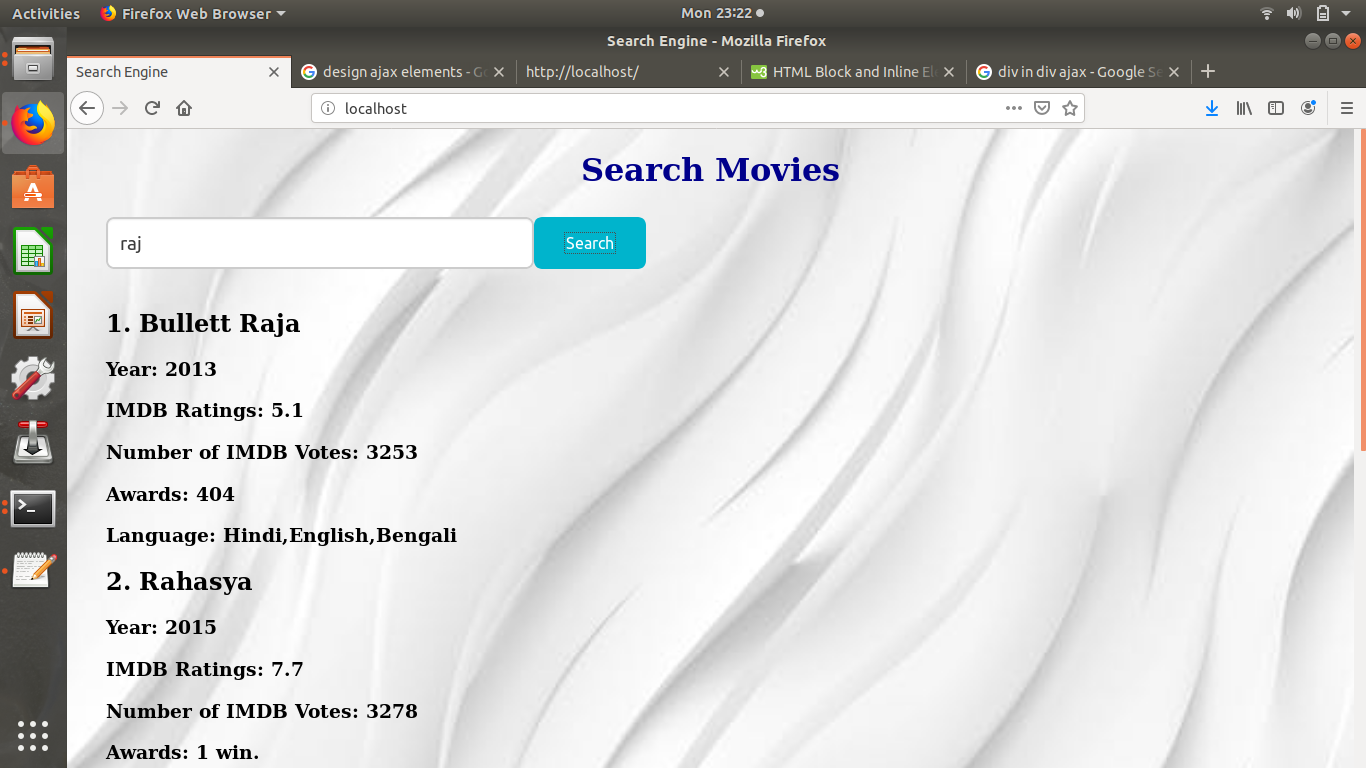 Activities Firefox Web Browser Mon 23:22
Search Engine - Mozilla Firefox
Search Engine design ajax elements - Go http://localhost/ HTML Block and Inline Ele div in div ajax - Google Se
localhost
Search Movies
raj Search
1. Bullett Raja
Year: 2013
IMDB Ratings: 5.1
Number of IMDB Votes: 3253
Awards: 404
Language: Hindi,English,Bengali
2. Rahasya
Year: 2015
IMDB Ratings: 7.7
Number of IMDB Votes: 3278
Awards: 1 win.